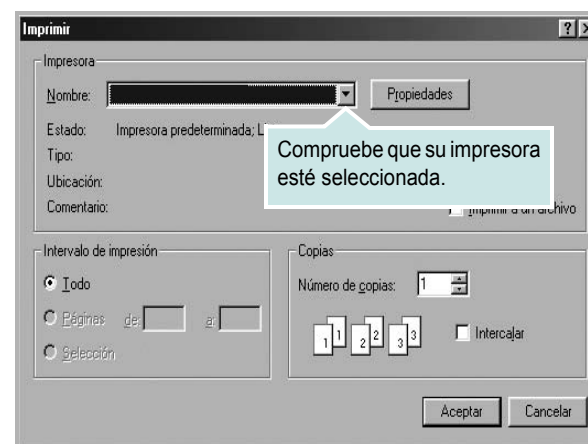 Imprimir
Impresora
Nombre:
Propiedades
Estado: Impresora predeterminada;
Tipo:
Ubicación:
Comentario:
Imprimir a un archivo
Compruebe que su impresora
esté seleccionada.
Intervalo de impresión
Todo
Páginas de: a:
Selección
Copias
Número de copias: 1
1 1 2 2 3 3
Intercalar
Aceptar Cancelar